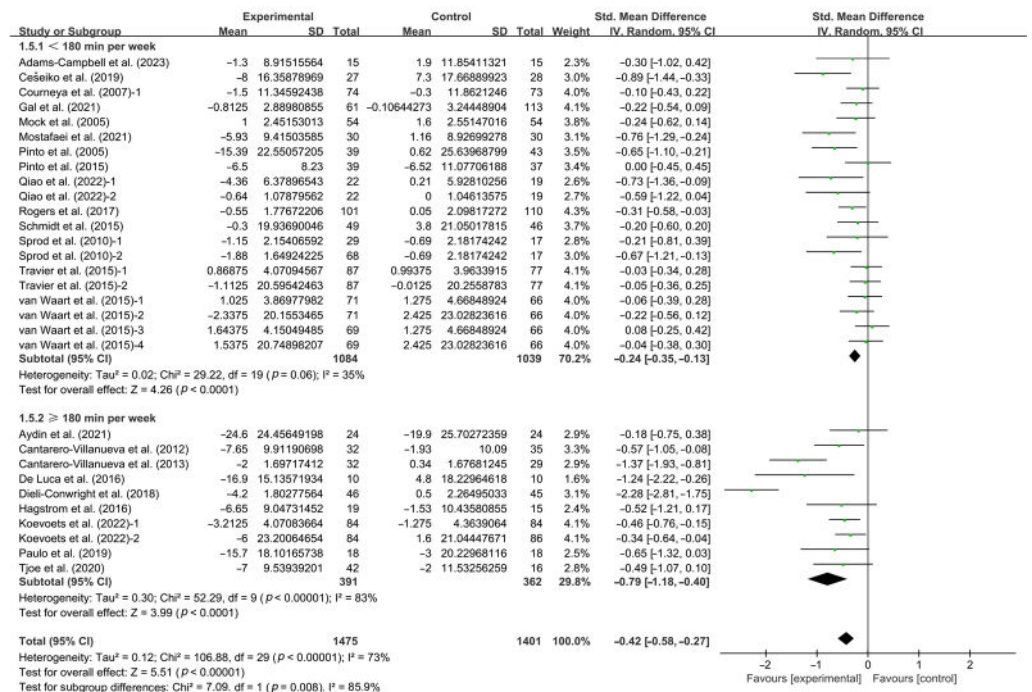 Experimental Control Std. Mean Difference Std. Mean Difference
Study or Subgroup Mean SD Total Mean SD Total Weight IV. Random. 95% CI IV. Random. 95% CI
1.5.1 < 180 min per week
Adams-Campbell et al. (2023) −1.3 8.91515564 15 1.9 11.85411321 15 2.3% −0.30 [−1.02, 0.42]
Cešeiko et al. (2019) −8 16.35878969 27 7.3 17.66889923 28 3.0% −0.89 [−1.44, −0.33]
Courneya et al. (2007)-1 −1.5 11.34592438 74 −0.3 11.8621246 73 4.0% −0.10 [−0.43, 0.22]
Gal et al. (2021) −0.8125 2.88980855 61 −0.10644273 3.24448904 113 4.0% −0.22 [−0.54, 0.09]
Mock et al. (2005) 1 2.45153013 54 1.6 2.55147016 54 3.8% −0.24 [−0.62, 0.14]
Mostafaei et al. (2021) −5.93 9.41503585 30 1.16 8.92699278 30 3.1% −0.76 [−1.29, −0.24]
Pinto et al. (2005) −15.39 22.55057205 39 0.62 25.63968799 43 3.5% −0.65 [−1.10, −0.21]
Pinto et al. (2015) −6.5 8.23 39 −6.52 11.07706188 37 3.5% 0.00 [−0.45, 0.45]
Qiao et al. (2022)-1 −4.36 6.37896543 22 0.21 5.92810256 19 2.6% −0.73 [−1.36, −0.09]
Qiao et al. (2022)-2 −0.64 1.07879562 22 0 1.04613575 19 2.7% −0.59 [−1.22, 0.04]
Rogers et al. (2017) −0.55 1.77672206 101 0.05 2.09817272 110 4.2% −0.31 [−0.58, −0.03]
Schmidt et al. (2015) −0.3 19.93690046 49 3.8 21.05017815 46 3.7% −0.20 [−0.60, 0.20]
Sprod et al. (2010)-1 −1.15 2.15406592 29 −0.69 2.18174242 17 2.8% −0.21 [−0.81, 0.39]
Sprod et al. (2010)-2 −1.88 1.64924225 68 −0.69 2.18174242 17 3.1% −0.67 [−1.21, −0.13]
Travier et al. (2015)-1 0.86875 4.07094567 87 0.99375 3.9633915 77 4.1% −0.03 [−0.34, 0.28]
Travier et al. (2015)-2 −1.1125 20.59542463 87 −0.0125 20.2558783 77 4.1% −0.05 [−0.36, 0.25]
van Waart et al. (2015)-1 1.025 3.86977982 71 1.275 4.66848924 66 4.0% −0.06 [−0.39, 0.28]
van Waart et al. (2015)-2 −2.3375 20.1553465 71 2.425 23.02823616 66 4.0% −0.22 [−0.56, 0.12]
van Waart et al. (2015)-3 1.64375 4.15049485 69 1.275 4.66848924 66 4.0% 0.08 [−0.25, 0.42]
van Waart et al. (2015)-4 1.5375 20.74898207 69 2.425 23.02823616 66 4.0% −0.04 [−0.38, 0.30]
Subtotal (95% CI) 1084 1039 70.2% −0.24 [−0.35, −0.13]
Heterogeneity: Tau² = 0.02; Chi² = 29.22, df = 19 (p = 0.06); I² = 35%
Test for overall effect: Z = 4.26 (p < 0.0001)
1.5.2 ≥ 180 min per week
Aydin et al. (2021) −24.6 24.45649198 24 −19.9 25.70272359 24 2.9% −0.18 [−0.75, 0.38]
Cantarero-Villanueva et al. (2012) −7.65 9.91190698 32 −1.93 10.09 35 3.3% −0.57 [−1.05, −0.08]
Cantarero-Villanueva et al. (2013) −2 1.69717412 32 0.34 1.67681245 29 3.0% −1.37 [−1.93, −0.81]
De Luca et al. (2016) −16.9 15.13571934 10 4.8 18.22964618 10 1.7% −1.24 [−2.22, −0.26]
Dieli-Conwright et al. (2018) −4.2 1.80277564 46 0.5 2.26495033 45 3.1% −2.28 [−2.81, −1.75]
Hagstrom et al. (2016) −6.65 9.04731452 19 −1.53 10.43580855 15 2.5% −0.52 [−1.21, 0.17]
Koevoets et al. (2022)-1 −3.2125 4.07083664 84 −1.275 4.3639064 84 4.1% −0.46 [−0.76, −0.15]
Koevoets et al. (2022)-2 −6 23.20064654 84 1.6 21.04447671 86 4.1% −0.34 [−0.64, −0.04]
Paulo et al. (2019) −15.7 18.10165738 18 −3 20.22968116 18 2.5% −0.65 [−1.32, 0.03]
Tjoe et al. (2020) −7 9.53939201 42 −2 11.53256259 16 2.8% −0.49 [−1.07, 0.10]
Subtotal (95% CI) 391 362 29.8% −0.79 [−1.18, −0.40]
Heterogeneity: Tau² = 0.30; Chi² = 52.29, df = 9 (p < 0.00001); I² = 83%
Test for overall effect: Z = 3.99 (p < 0.0001)
Total (95% CI) 1475 1401 100.0% −0.42 [−0.58, −0.27]
Heterogeneity: Tau² = 0.12; Chi² = 106.88, df = 29 (p < 0.00001); I² = 73%
Test for overall effect: Z = 5.51 (p < 0.00001)
Test for subgroup differences: Chi² = 7.09. df = 1 (p = 0.008). I² = 85.9%
−2 −1 0 1 2
Favours [experimental] Favours [control]